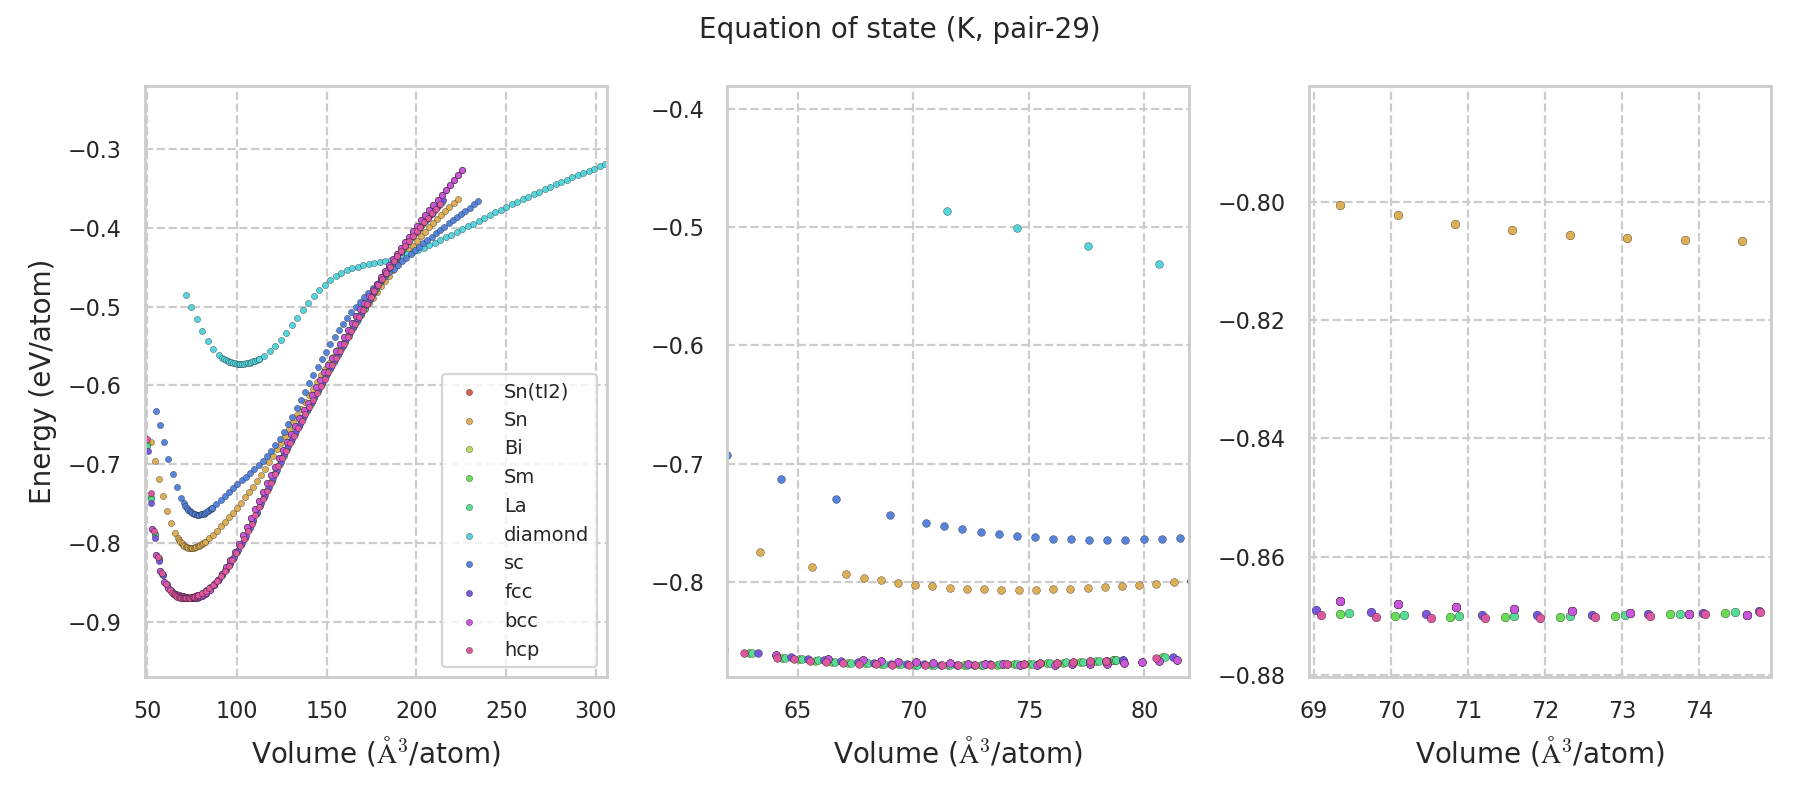 Equation of state (K, pair-29)
Energy (eV/atom)
−0.3
−0.4
−0.5
−0.6
−0.7
−0.8
−0.9
50
100
150
200
250
300
Volume (Å³/atom)
Sn(tI2)
Sn
Bi
Sm
La
diamond
sc
fcc
bcc
hcp
−0.4
−0.5
−0.6
−0.7
−0.8
65
70
75
80
Volume (Å³/atom)
−0.80
−0.82
−0.84
−0.86
−0.88
69
70
71
72
73
74
Volume (Å³/atom)